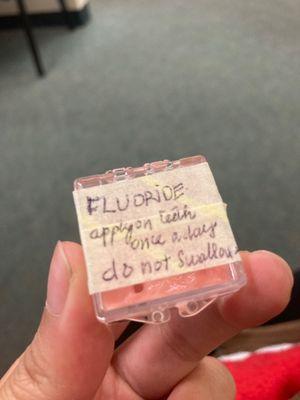 FLUORIDE
apply on teeth
once a day
do not swallow